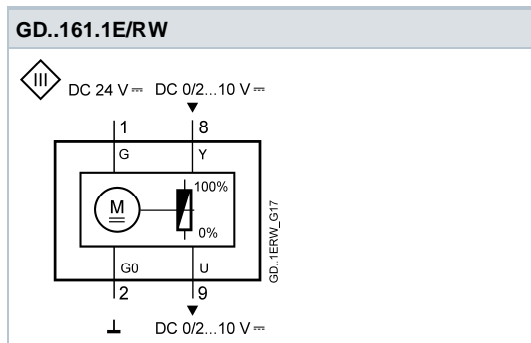 GD..161.1E/RW
III
DC 24 V ⎓ DC 0/2...10 V ⎓
1 8
G Y
100%
M
0%
G0 U
2 9
DC 0/2...10 V ⎓
GD..1ERW_G17